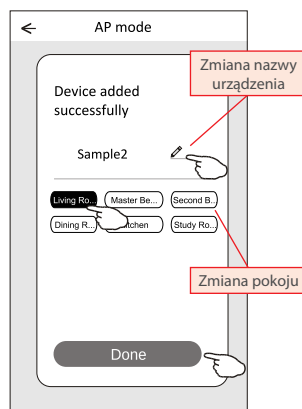 AP mode
Zmiana nazwy
urządzenia
Device added
successfully
Sample2
Living Ro...
Master Be...
Second B...
Dining R...
Study Ro...
Zmiana pokoju
Done